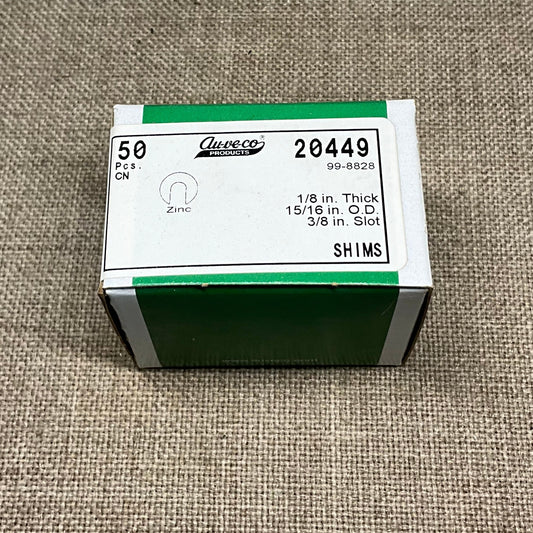 50
Pcs.
CN
Au-ve-co®
PRODUCTS
20449
99-8828
Zinc
1/8 in. Thick
15/16 in. O.D.
3/8 in. Slot
SHIMS